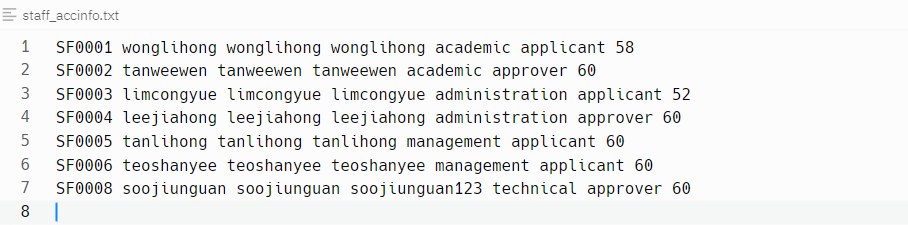 staff_accinfo.txt
1 SF0001 wonglihong wonglihong wonglihong academic applicant 58
2 SF0002 tanweewen tanweewen tanweewen academic approver 60
3 SF0003 limcongyue limcongyue limcongyue administration applicant 52
4 SF0004 leejiahong leejiahong leejiahong administration approver 60
5 SF0005 tanlihong tanlihong tanlihong management applicant 60
6 SF0006 teoshanyee teoshanyee teoshanyee management applicant 60
7 SF0008 soojiunguan soojiunguan soojiunguan123 technical approver 60
8